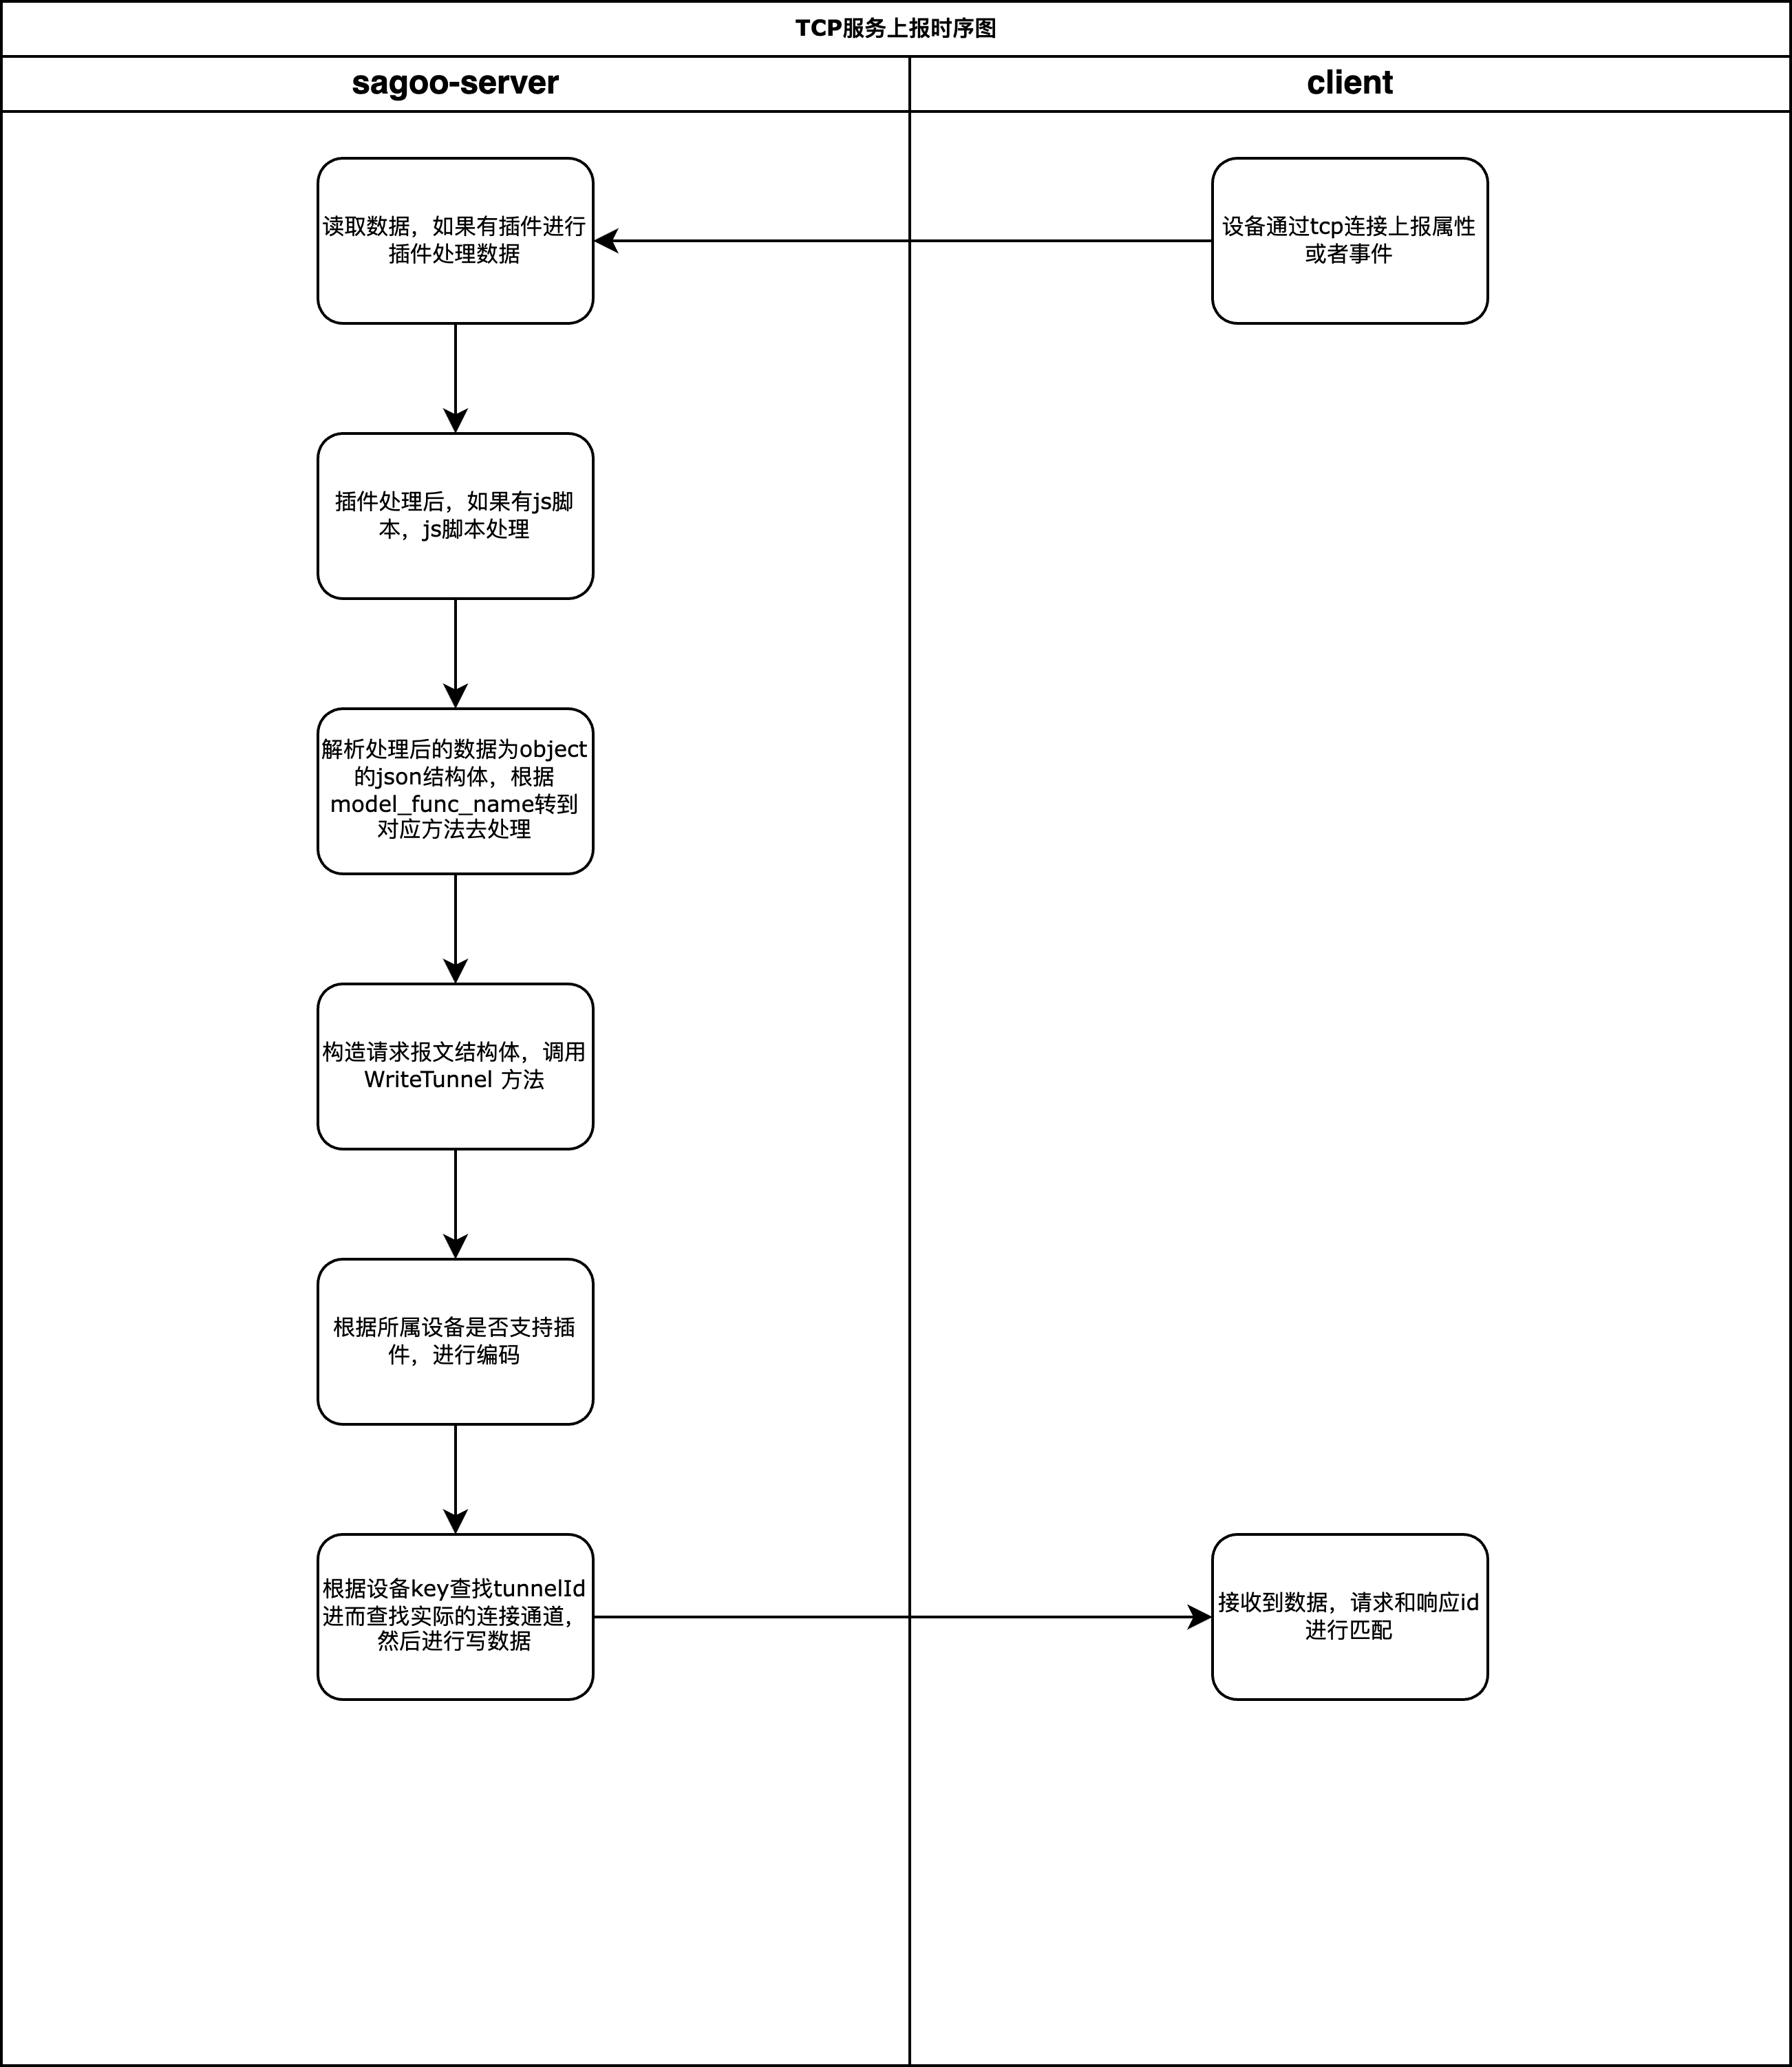 TCP服务上报时序图
sagoo-server
client
读取数据，如果有插件进行
插件处理数据
设备通过tcp连接上报属性
或者事件
插件处理后，如果有js脚
本，js脚本处理
解析处理后的数据为object
的json结构体，根据
model_func_name转到
对应方法去处理
构造请求报文结构体，调用
WriteTunnel 方法
根据所属设备是否支持插
件，进行编码
根据设备key查找tunnelId
进而查找实际的连接通道，
然后进行写数据
接收到数据，请求和响应id
进行匹配